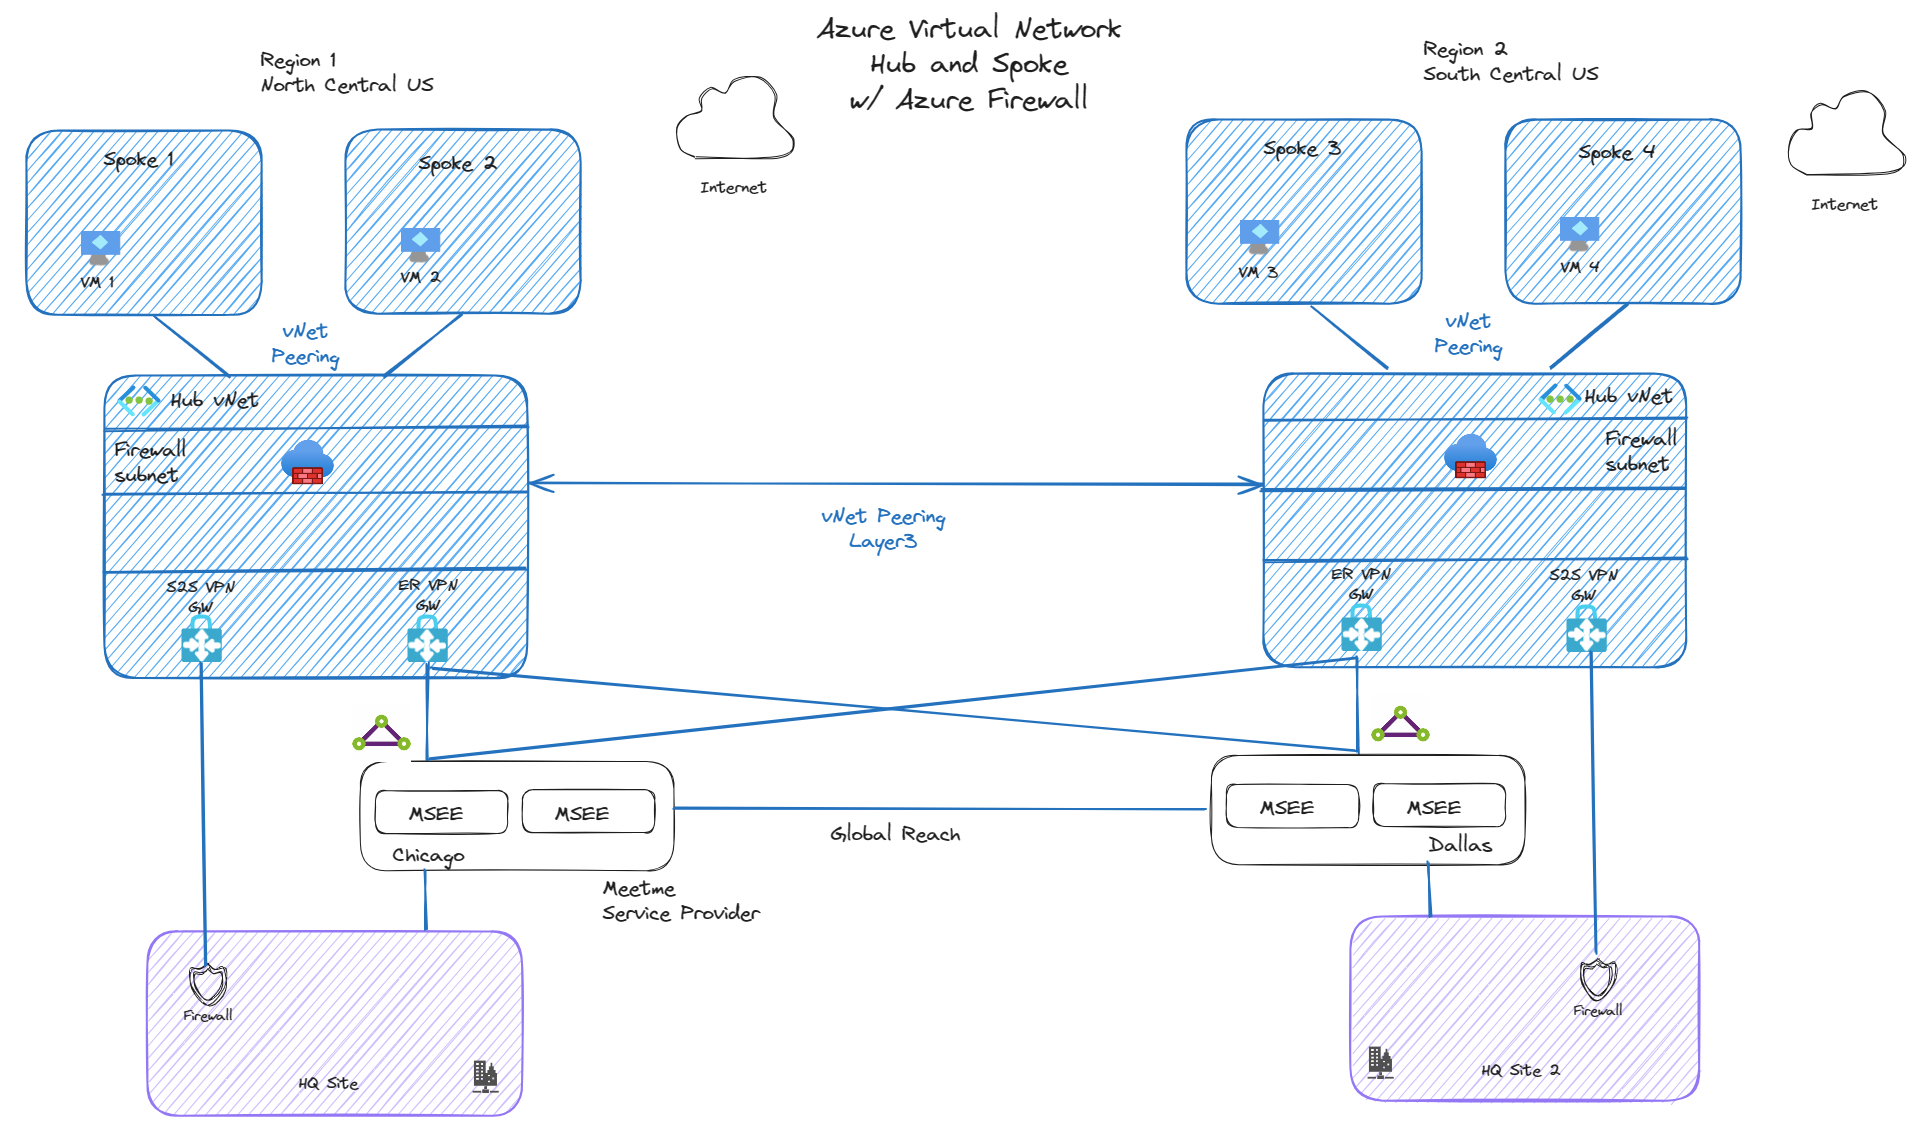 Azure Virtual Network
Hub and Spoke
w/ Azure Firewall
Region 1
North Central US
Region 2
South Central US
Internet
Internet
Spoke 1
VM 1
Spoke 2
VM 2
Spoke 3
VM 3
Spoke 4
VM 4
vNet
Peering
vNet
Peering
Hub vNet
Firewall
subnet
Hub vNet
Firewall
subnet
vNet Peering
Layer3
S2S VPN
GW
ER VPN
GW
ER VPN
GW
S2S VPN
GW
MSEE
MSEE
Chicago
Global Reach
MSEE
MSEE
Dallas
Meetme
Service Provider
Firewall
HQ Site
Firewall
HQ Site 2